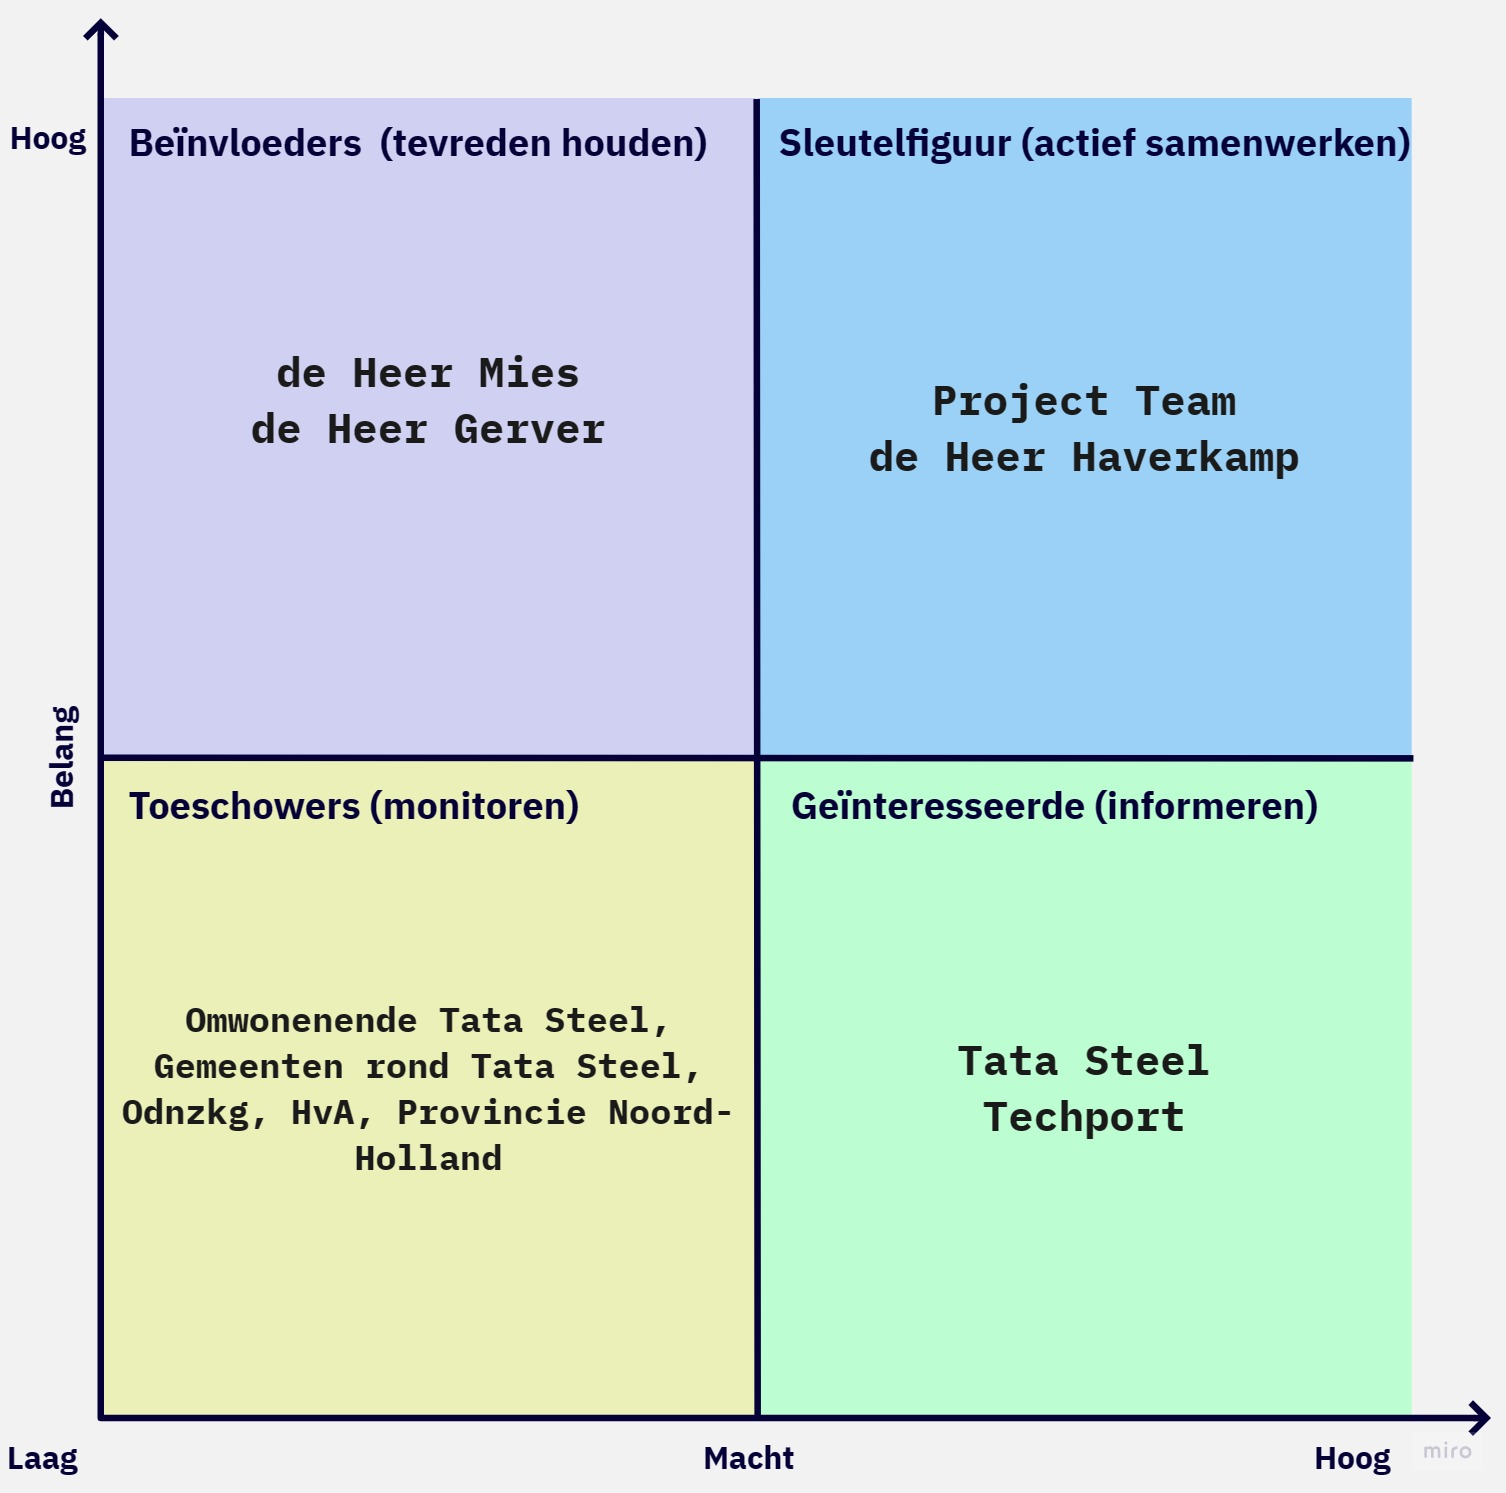 Hoog
Beïnvloeders (tevreden houden)
Sleutelfiguur (actief samenwerken)
de Heer Mies
de Heer Gerver
Project Team
de Heer Haverkamp
Belang
Toeschowers (monitoren)
Geïnteresseerde (informeren)
Omwonenende Tata Steel,
Gemeenten rond Tata Steel,
Odnzkg, HvA, Provincie Noord-
Holland
Tata Steel
Techport
Laag
Macht
Hoog
miro